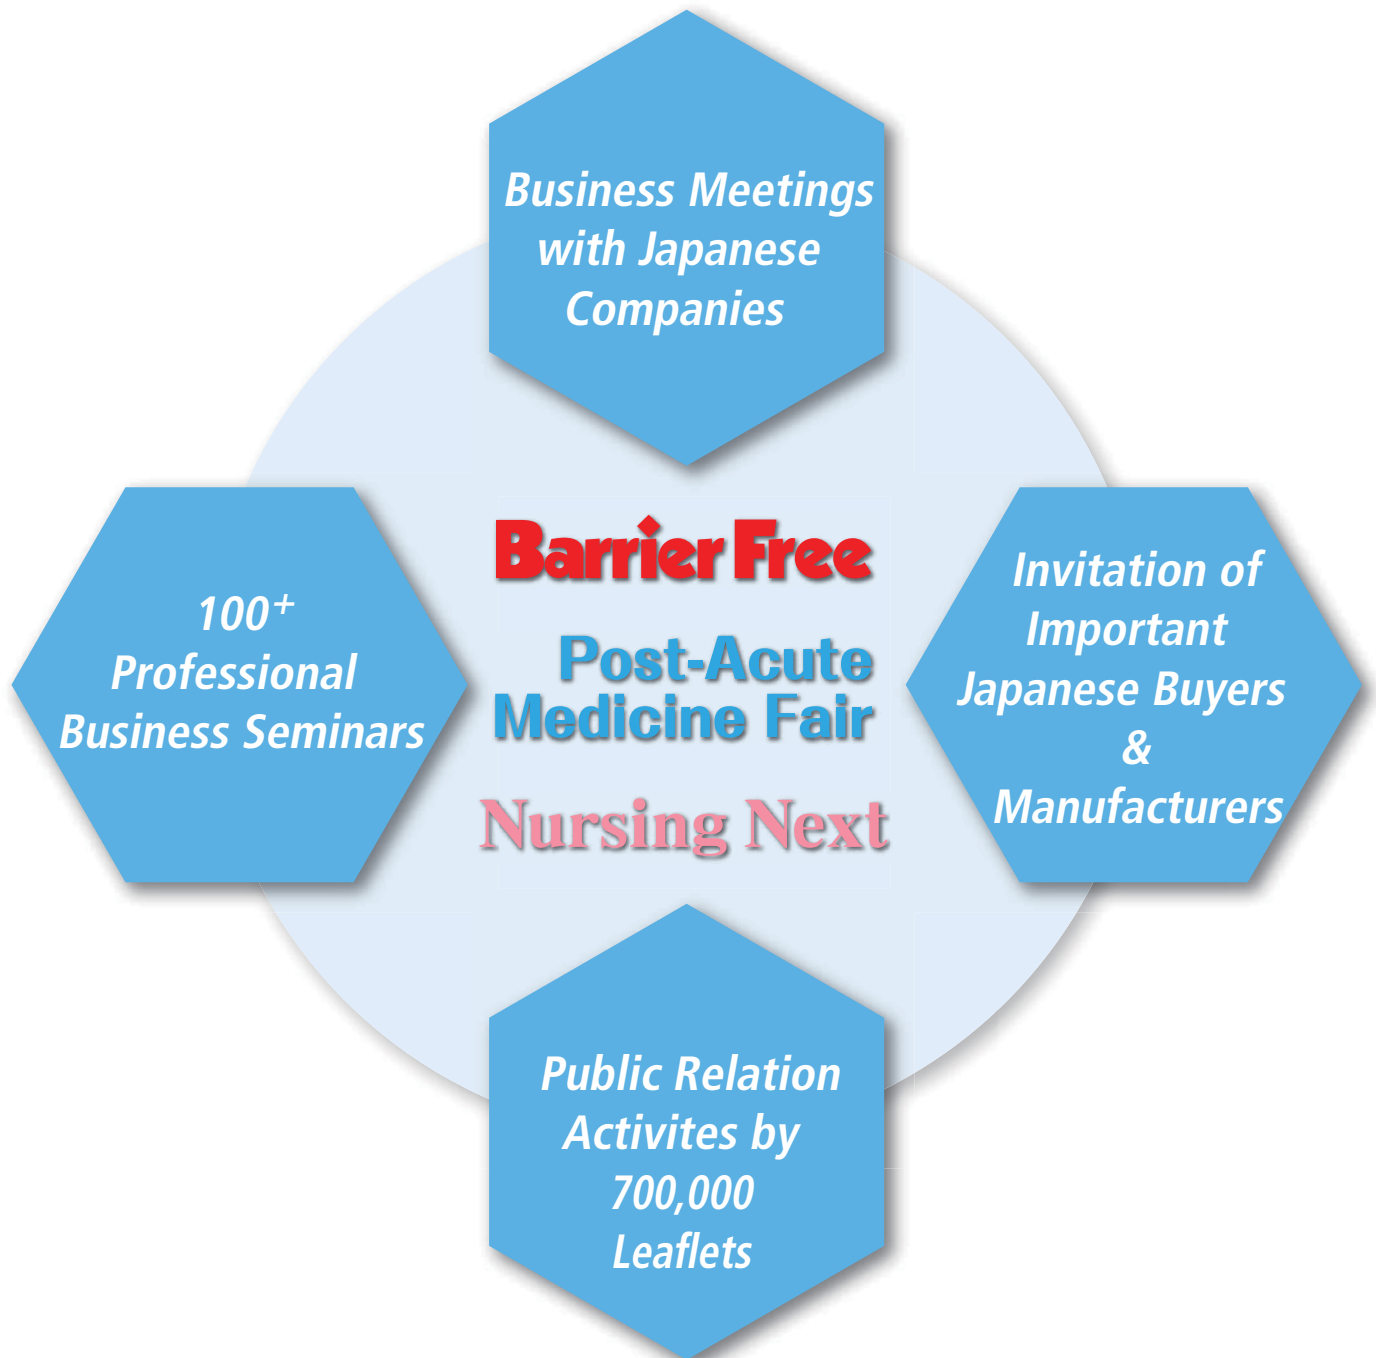 Business Meetings
with Japanese
Companies
100+
Professional
Business Seminars
Barrier Free
Post-Acute
Medicine Fair
Nursing Next
Invitation of
Important
Japanese Buyers
&
Manufacturers
Public Relation
Activites by
700,000
Leaflets